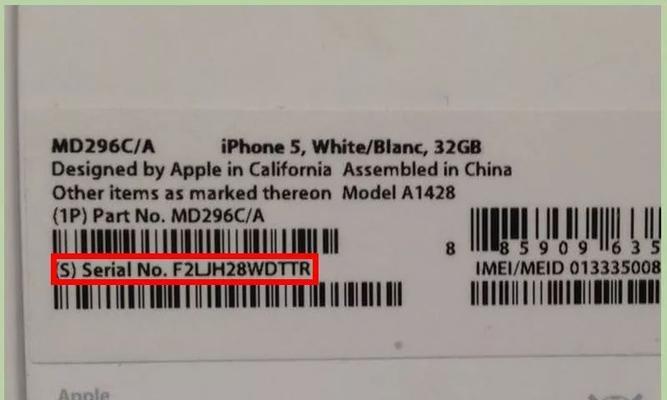 MD296C/A iPhone 5, White/Blanc, 32GB
Designed by Apple in California Assembled in China
Other items as marked thereon Model A1428
(1P) Part No. MD296C/A
8 85909 635
(S) Serial No. F2LJH28WDTTR
IMEI/MEID 013335008
Apple